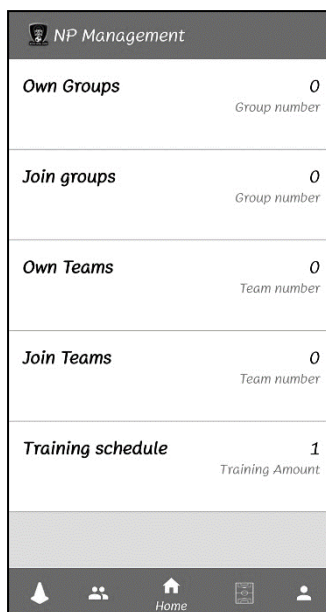 NP Management
Own Groups 0
Group number
Join groups 0
Group number
Own Teams 0
Team number
Join Teams 0
Team number
Training schedule 1
Training Amount
Home